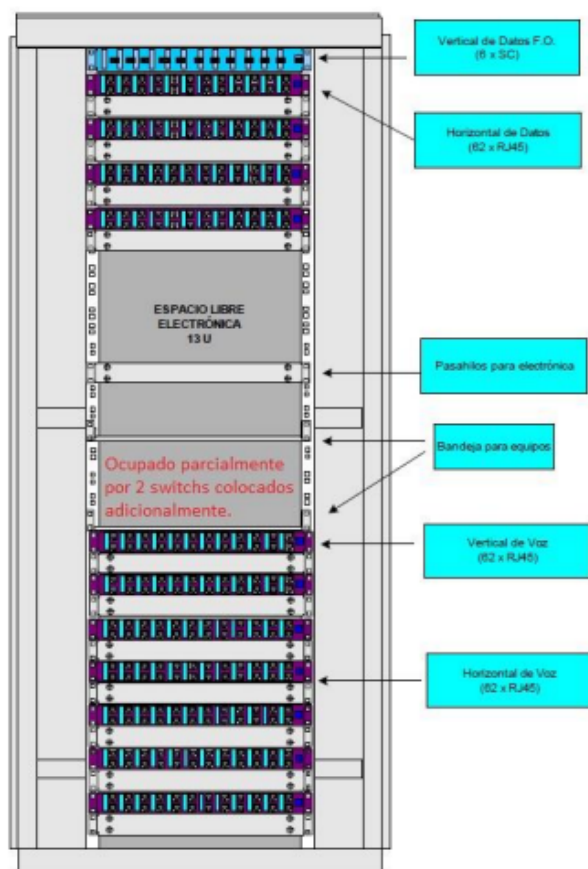 Vertical de Datos F.O.
(6 x SC)
Horizontal de Datos
(62 x RJ45)
ESPACIO LIBRE
ELECTRÓNICA
13 U
Pasahilos para electrónica
Bandeja para equipos
Ocupado parcialmente
por 2 switchs colocados
adicionalmente.
Vertical de Voz
(62 x RJ45)
Horizontal de Voz
(62 x RJ45)